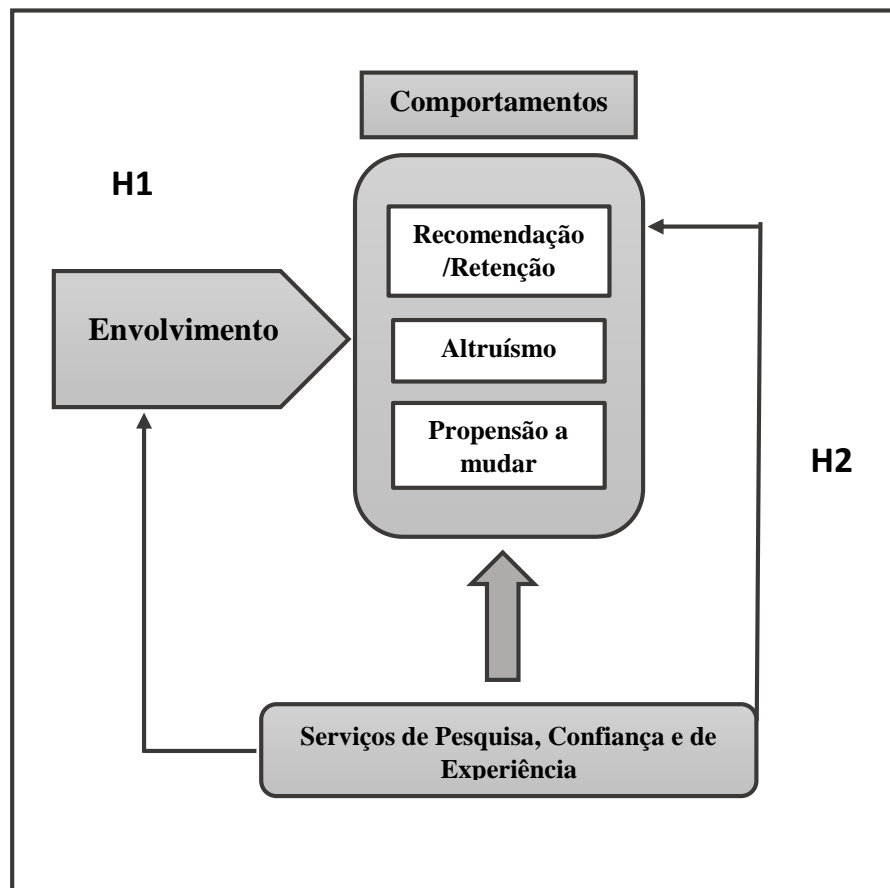 Comportamentos
H1
Recomendação
/Retenção
Envolvimento
Altruísmo
Propensão a
mudar
H2
Serviços de Pesquisa, Confiança e de
Experiência